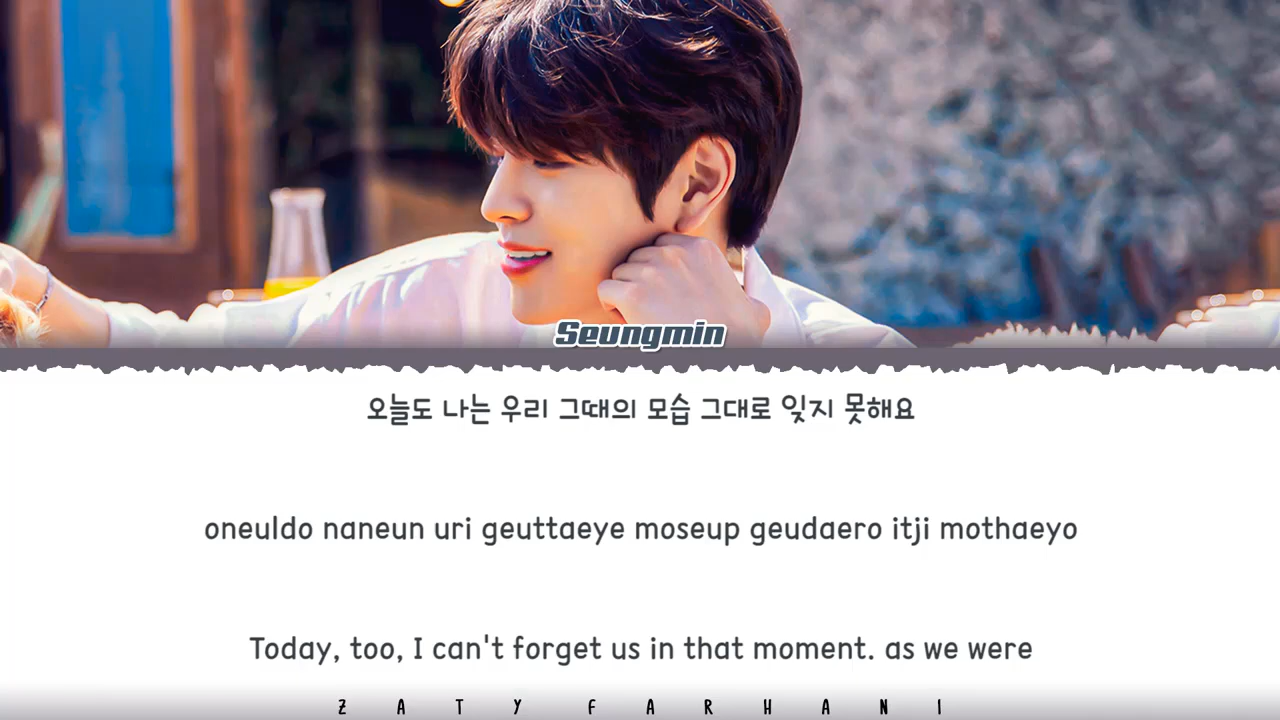 Seungmin
오늘도 나는 우리 그때의 모습 그대로 잊지 못해요
oneuldo naneun uri geuttaeye moseup geudaero itji mothaeyo
Today, too, I can't forget us in that moment. as we were
ZATY FARHANI